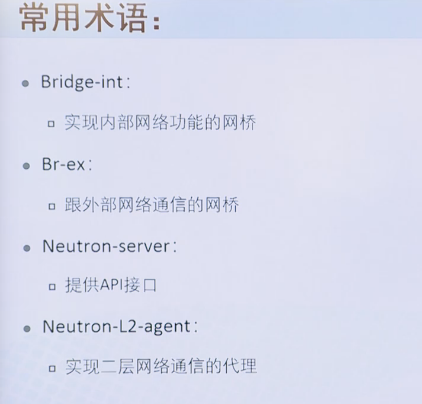 常用术语：
Bridge-int：
实现内部网络功能的网桥
Br-ex：
跟外部网络通信的网桥
Neutron-server：
提供API接口
Neutron-L2-agent：
实现二层网络通信的代理